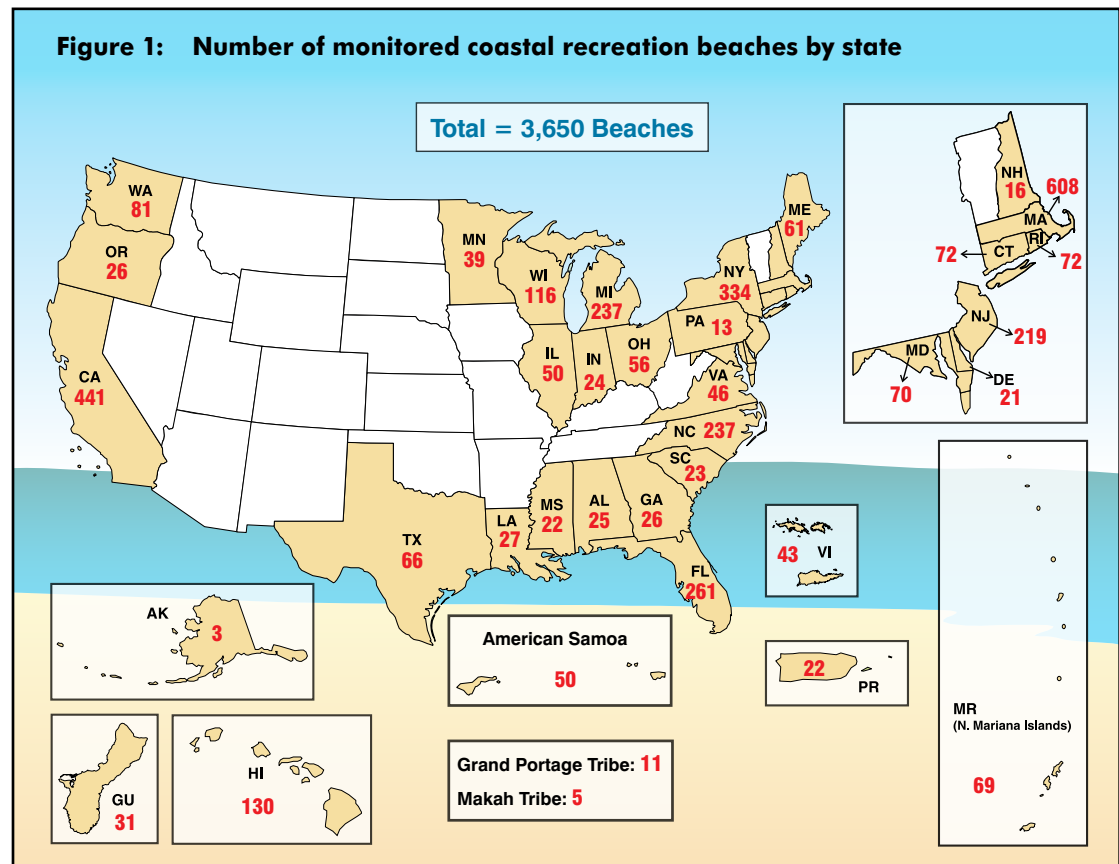 Figure 1: Number of monitored coastal recreation beaches by state
Total = 3,650 Beaches
WA
81
OR
26
CA
441
MN
39
WI
116
MI
237
IL
50
IN
24
OH
56
ME
61
NY
334
PA 13
VA
46
NC 237
SC
23
GA
26
AL
25
MS
22
LA
27
TX
66
FL
261
NH
16
608
MA
RI
CT
72
72
NJ
219
MD
70
DE
21
43
VI
22
PR
MR
(N. Mariana Islands)
69
AK
3
American Samoa
50
GU
31
HI
130
Grand Portage Tribe: 11
Makah Tribe: 5